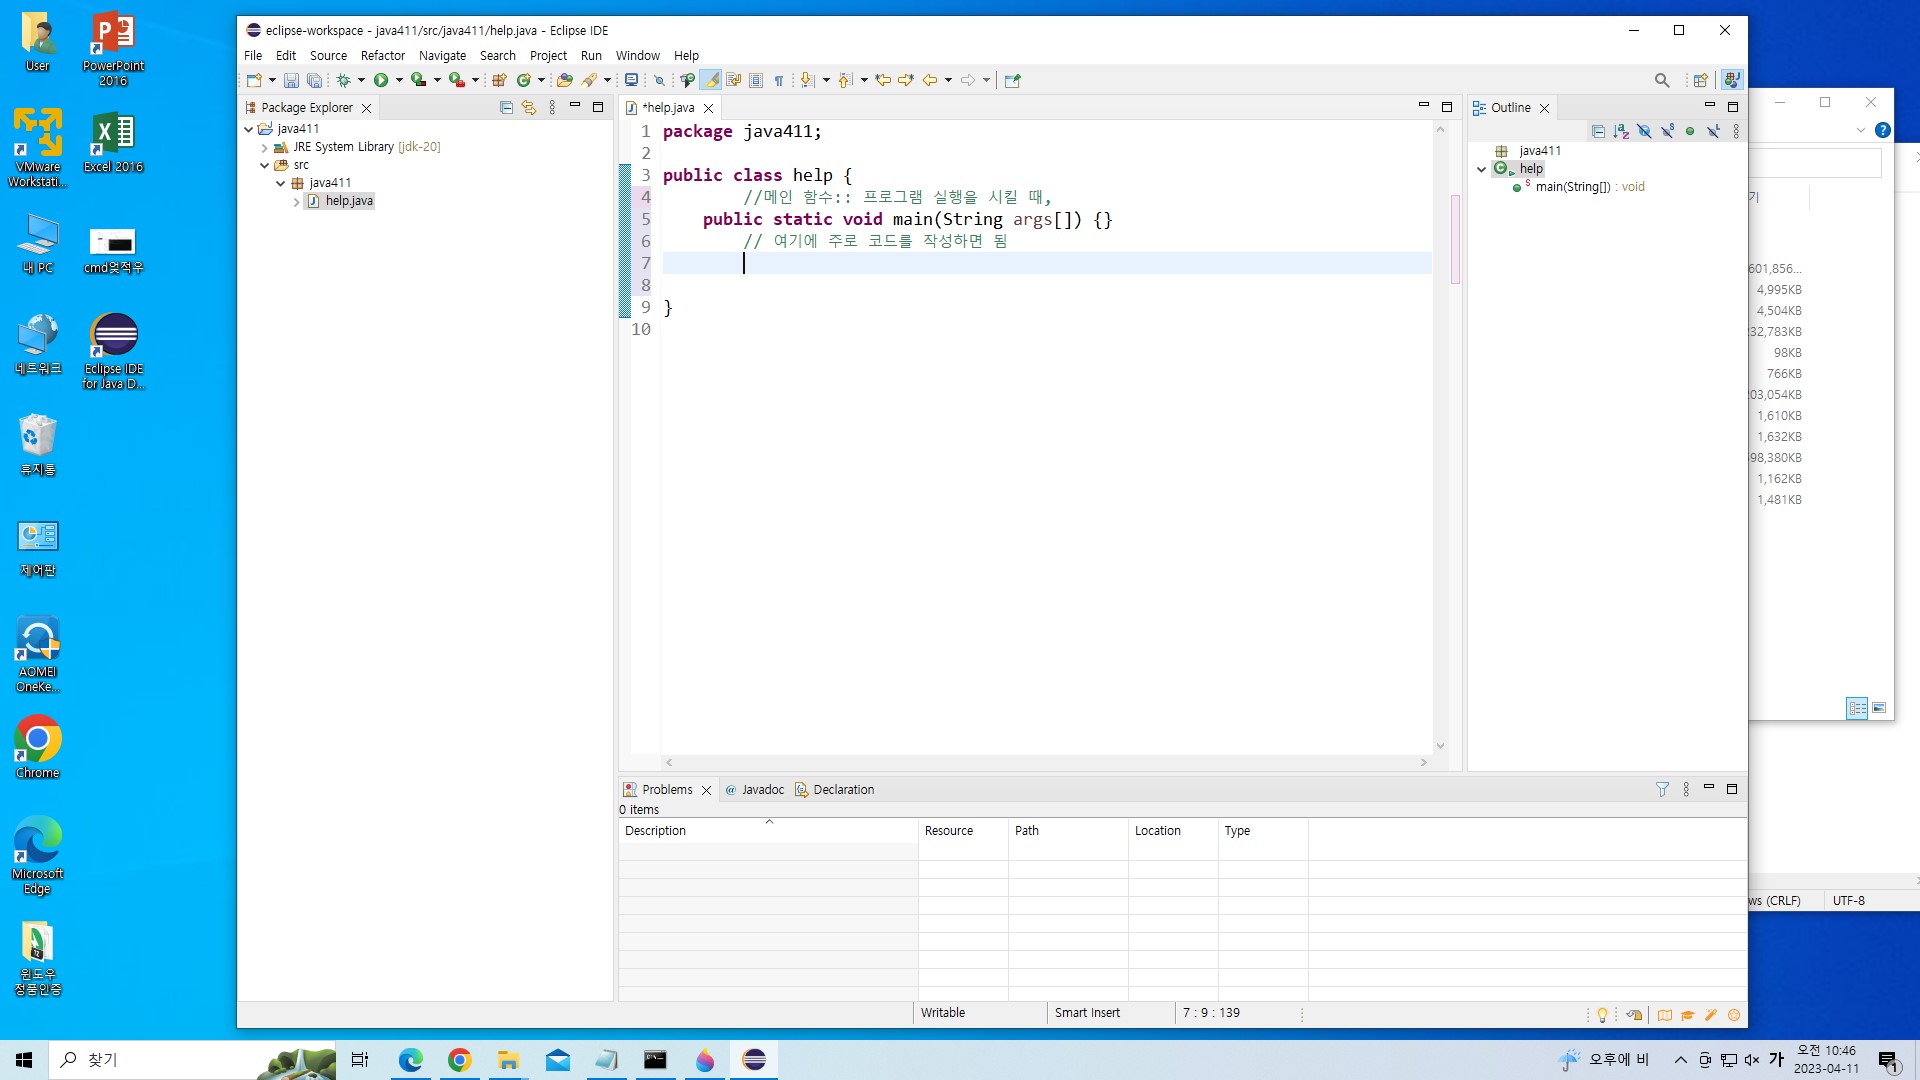 User
PowerPoint
2016
VMware
Workstati...
Excel 2016
내 PC
cmd엊적우
네트워크
Eclipse IDE
for Java D...
휴지통
제어판
AOMEI
OneKe...
Chrome
Microsoft
Edge
윈도우
정품인증
eclipse-workspace - java411/src/java411/help.java - Eclipse IDE
File Edit Source Refactor Navigate Search Project Run Window Help
Package Explorer
java411
JRE System Library [jdk-20]
src
java411
help.java
*help.java
1 package java411;
2
3 public class help {
4 //메인 함수:: 프로그램 실행을 시킬 때,
5 public static void main(String args[]) {}
6 // 여기에 주로 코드를 작성하면 됨
7
8
9 }
10
Outline
java411
help
main(String[]) : void
기
601,856...
4,995KB
4,504KB
32,783KB
98KB
766KB
03,054KB
1,610KB
1,632KB
98,380KB
1,162KB
1,481KB
ws (CRLF) UTF-8
Problems @ Javadoc Declaration
0 items
Description Resource Path Location Type
Writable Smart Insert 7 : 9 : 139
찾기
오후에 비
가
오전 10:46
2023-04-11
1